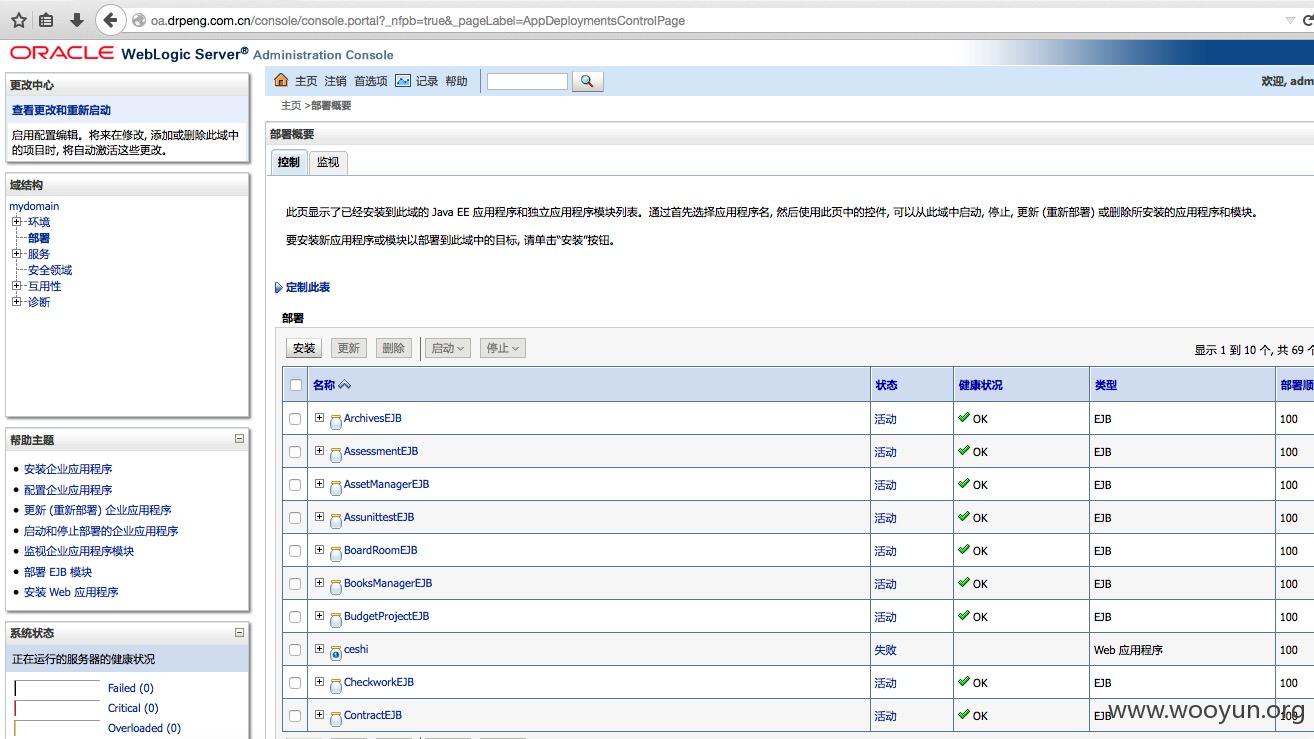 oa.drpeng.com.cn/console/console.portal?_nfpb=true&_pageLabel=AppDeploymentsControlPage
ORACLE WebLogic Server® Administration Console
更改中心
查看更改和重新启动
启用配置编辑。将来在修改, 添加或删除此域中
的项目时, 将自动激活这些更改。
域结构
mydomain
环境
部署
服务
安全领域
互用性
诊断
帮助主题
安装企业应用程序
配置企业应用程序
更新 (重新部署) 企业应用程序
启动和停止部署的企业应用程序
监视企业应用程序模块
部署 EJB 模块
安装 Web 应用程序
系统状态
正在运行的服务器的健康状况
Failed (0)
Critical (0)
Overloaded (0)
主页 注销 首选项 记录 帮助
欢迎, adm
主页 >部署概要
部署概要
控制 监视
此页显示了已经安装到此域的 Java EE 应用程序和独立应用程序模块列表。通过首先选择应用程序名, 然后使用此页中的控件, 可以从此域中启动, 停止, 更新 (重新部署) 或删除所安装的应用程序和模块。
要安装新应用程序或模块以部署到此域中的目标, 请单击“安装”按钮。
定制此表
部署
安装 更新 删除 启动 停止
显示 1 到 10 个, 共 69 个
名称 状态 健康状况 类型 部署顺
ArchivesEJB 活动 OK EJB 100
AssessmentEJB 活动 OK EJB 100
AssetManagerEJB 活动 OK EJB 100
AssunittestEJB 活动 OK EJB 100
BoardRoomEJB 活动 OK EJB 100
BooksManagerEJB 活动 OK EJB 100
BudgetProjectEJB 活动 OK EJB 100
ceshi 失败 Web 应用程序 100
CheckworkEJB 活动 OK EJB 100
ContractEJB 活动 OK EJB 100
www.wooyun.org